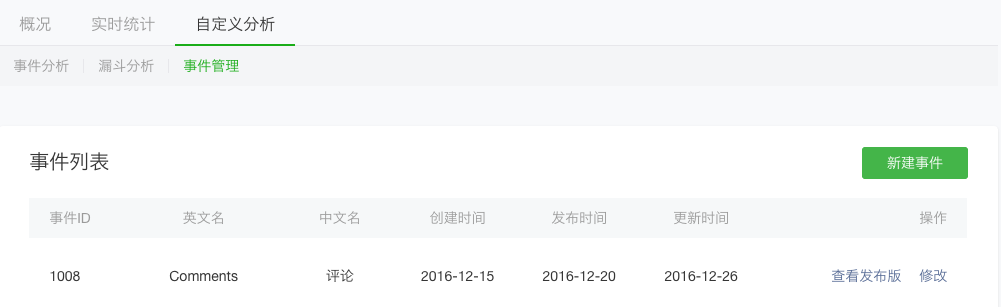 概况 实时统计 自定义分析
事件分析 漏斗分析 事件管理
事件列表 新建事件
事件ID 英文名 中文名 创建时间 发布时间 更新时间 操作
1008 Comments 评论 2016-12-15 2016-12-20 2016-12-26 查看发布版 修改